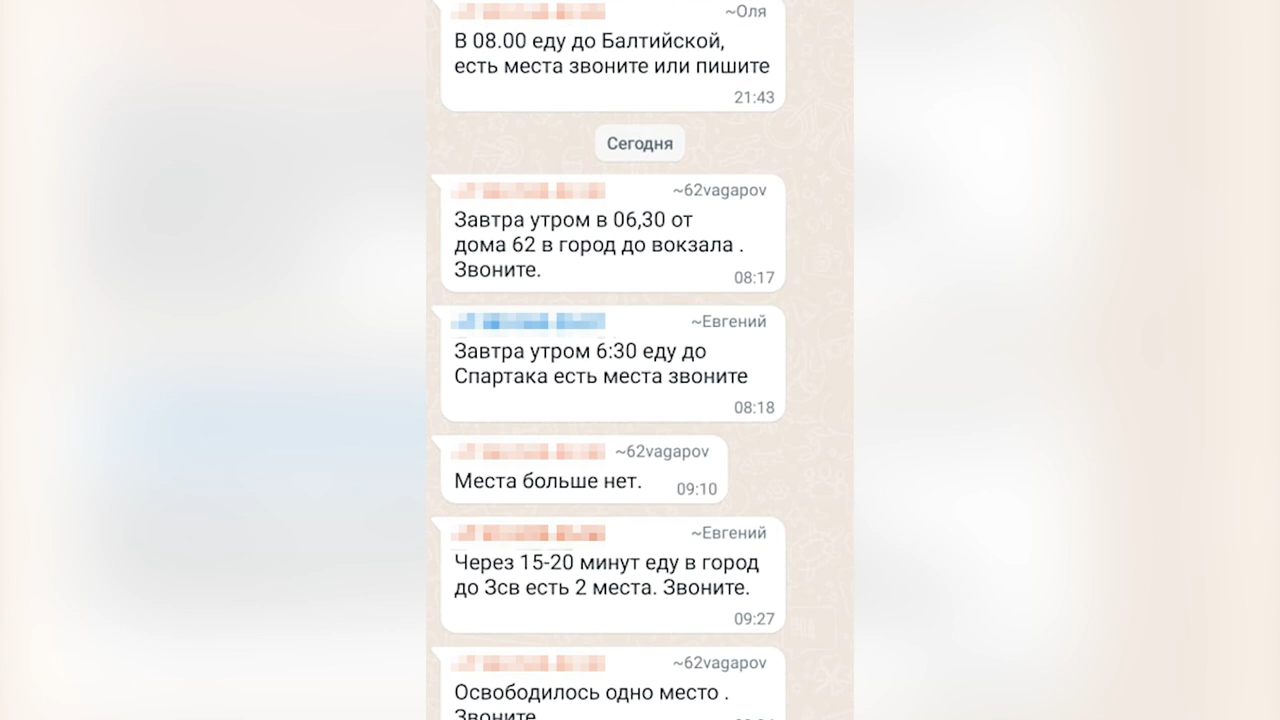 ~Оля
В 08.00 еду до Балтийской,
есть места звоните или пишите
21:43
Сегодня
~62vagapov
Завтра утром в 06,30 от
дома 62 в город до вокзала .
Звоните.
08:17
~Евгений
Завтра утром 6:30 еду до
Спартака есть места звоните
08:18
~62vagapov
Места больше нет.
09:10
~Евгений
Через 15-20 минут еду в город
до Зсв есть 2 места. Звоните.
09:27
~62vagapov
Освободилось одно место .
Звоните